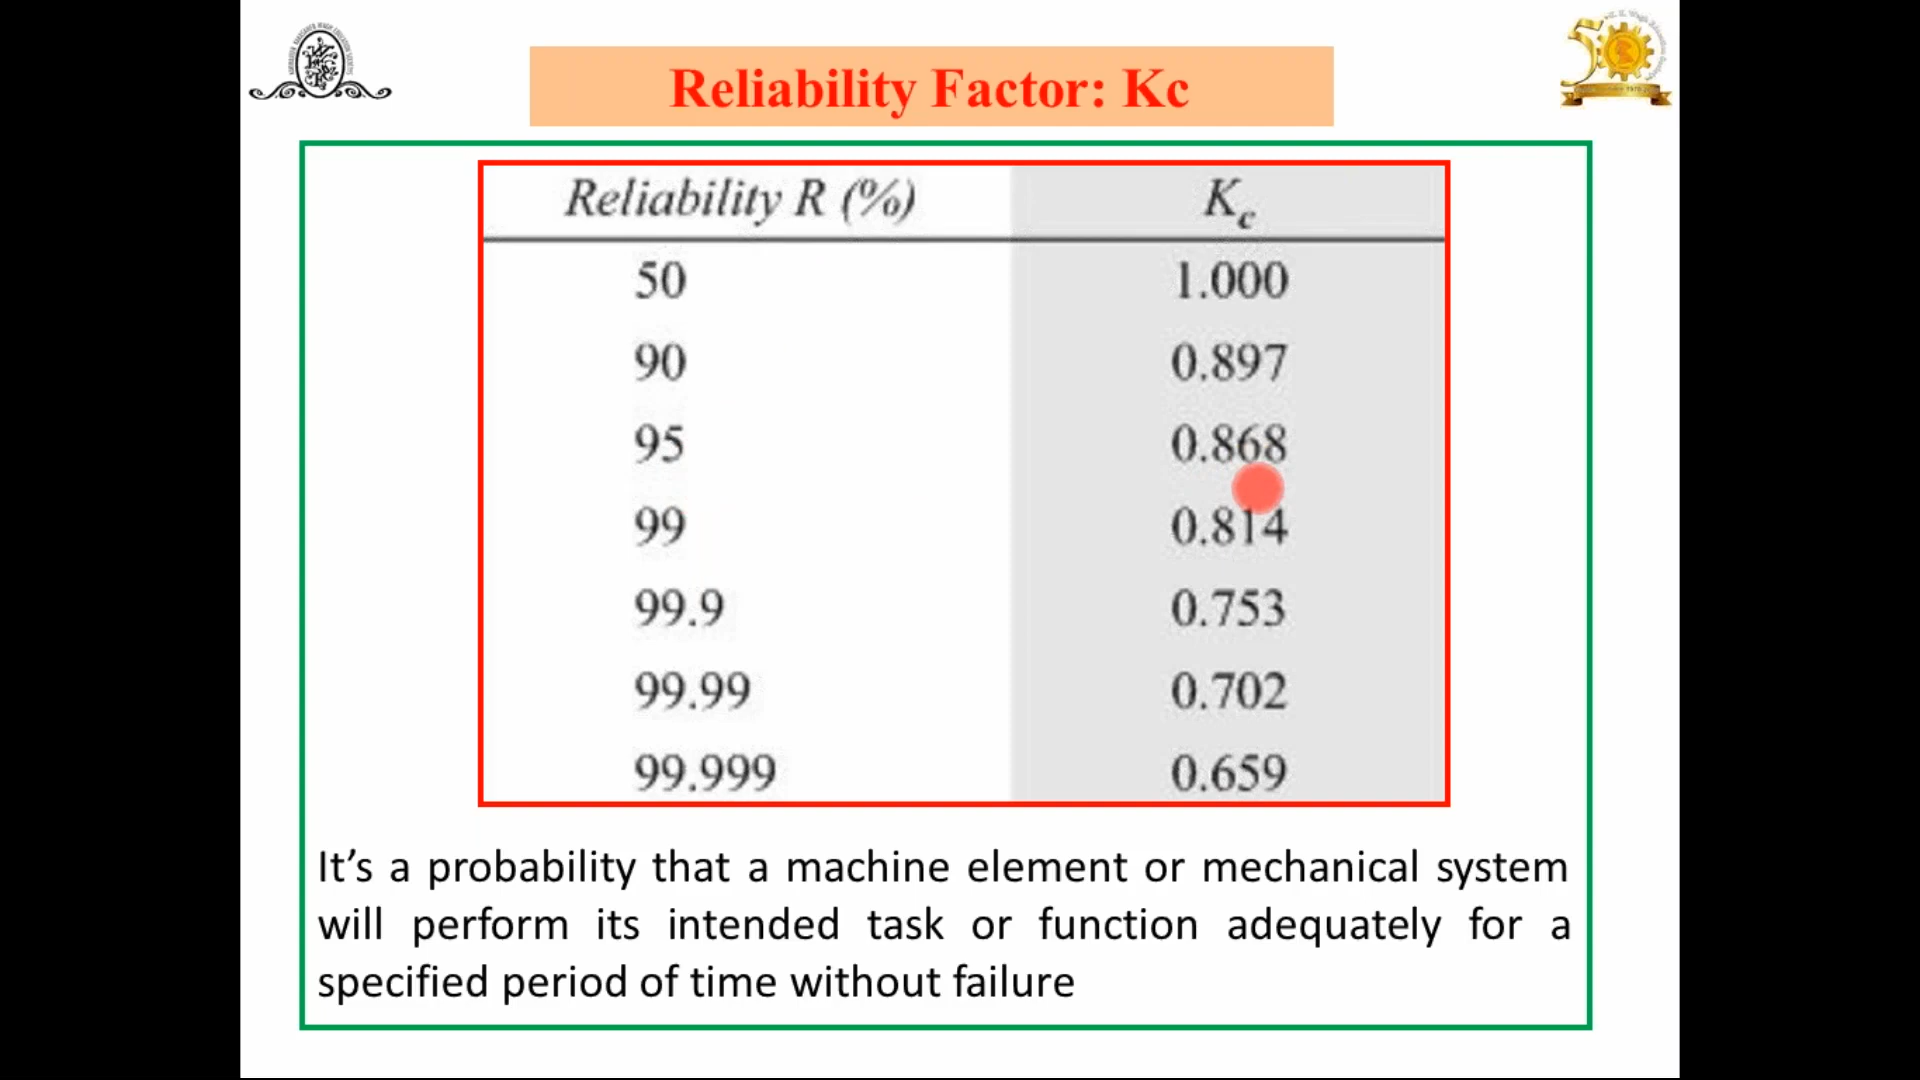 Reliability Factor: Kc
Reliability R (%) Kc
50 1.000
90 0.897
95 0.868
99 0.814
99.9 0.753
99.99 0.702
99.999 0.659
It’s a probability that a machine element or mechanical system
will perform its intended task or function adequately for a
specified period of time without failure